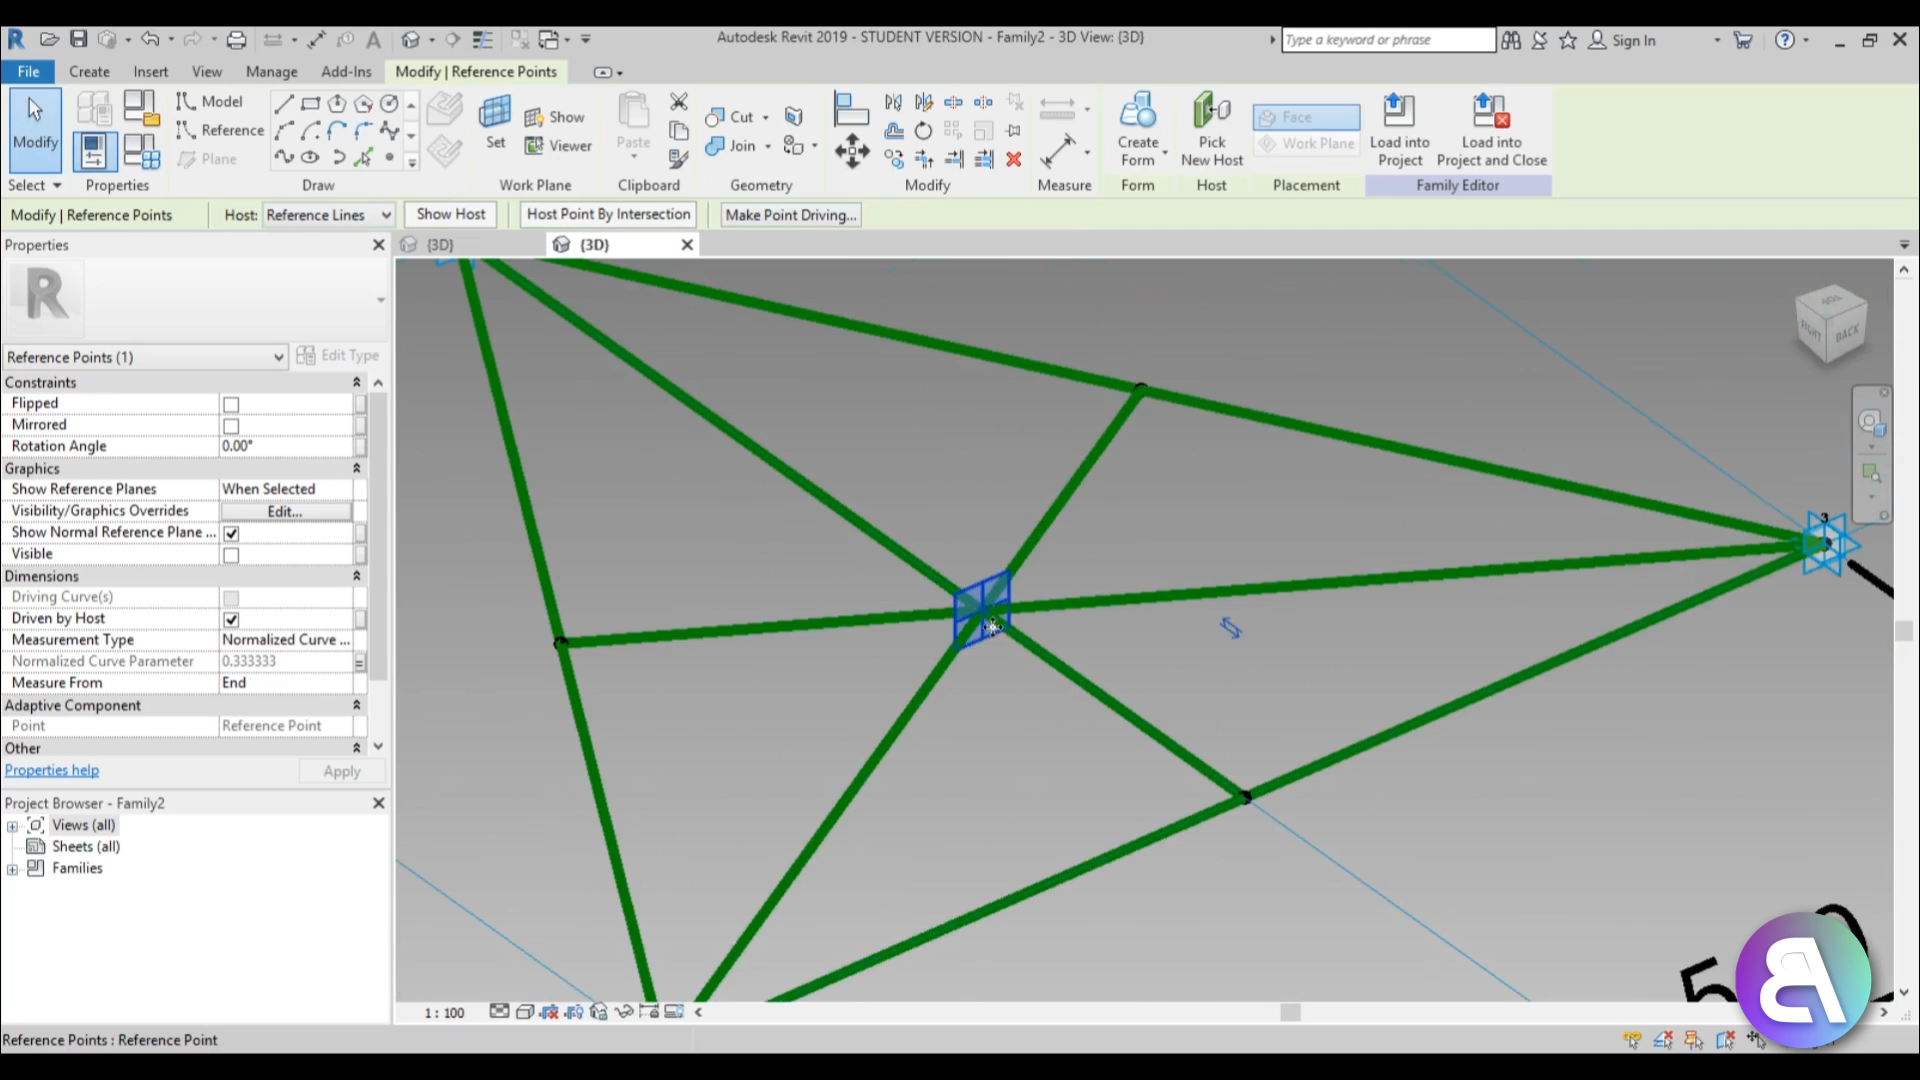 Autodesk Revit 2019 - STUDENT VERSION - Family2 - 3D View: {3D}
Type a keyword or phrase
Sign In
File
Create
Insert
View
Manage
Add-Ins
Modify | Reference Points
Modify
Model
Reference
Plane
Set
Show
Viewer
Paste
Cut
Join
Create
Form
Pick
New Host
Face
Work Plane
Load into
Project
Load into
Project and Close
Select
Properties
Draw
Work Plane
Clipboard
Geometry
Modify
Measure
Form
Host
Placement
Family Editor
Modify | Reference Points
Host:
Reference Lines
Show Host
Host Point By Intersection
Make Point Driving...
Properties
{3D}
{3D}
R
Reference Points (1)
Edit Type
Constraints
Flipped
Mirrored
Rotation Angle 0.00°
Graphics
Show Reference Planes When Selected
Visibility/Graphics Overrides Edit...
Show Normal Reference Plane ...
Visible
Dimensions
Driving Curve(s)
Driven by Host
Measurement Type Normalized Curve ...
Normalized Curve Parameter 0.333333 =
Measure From End
Adaptive Component
Point Reference Point
Other
Properties help
Apply
Project Browser - Family2
Views (all)
Sheets (all)
Families
RIGHT
BACK
3
5
1 : 100
Reference Points : Reference Point